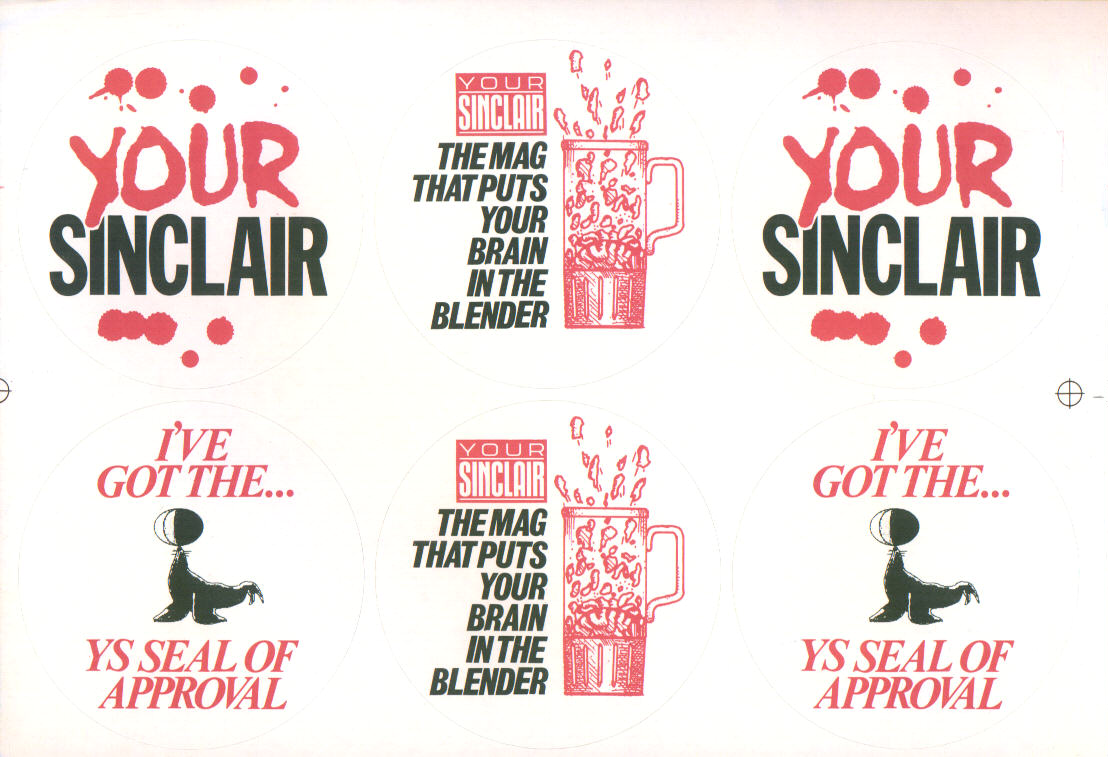 YOUR
SINCLAIR
YOUR
SINCLAIR
THE MAG
THAT PUTS
YOUR
BRAIN
IN THE
BLENDER
YOUR
SINCLAIR
I'VE
GOT THE...
YS SEAL OF
APPROVAL
YOUR
SINCLAIR
THE MAG
THAT PUTS
YOUR
BRAIN
IN THE
BLENDER
I'VE
GOT THE...
YS SEAL OF
APPROVAL